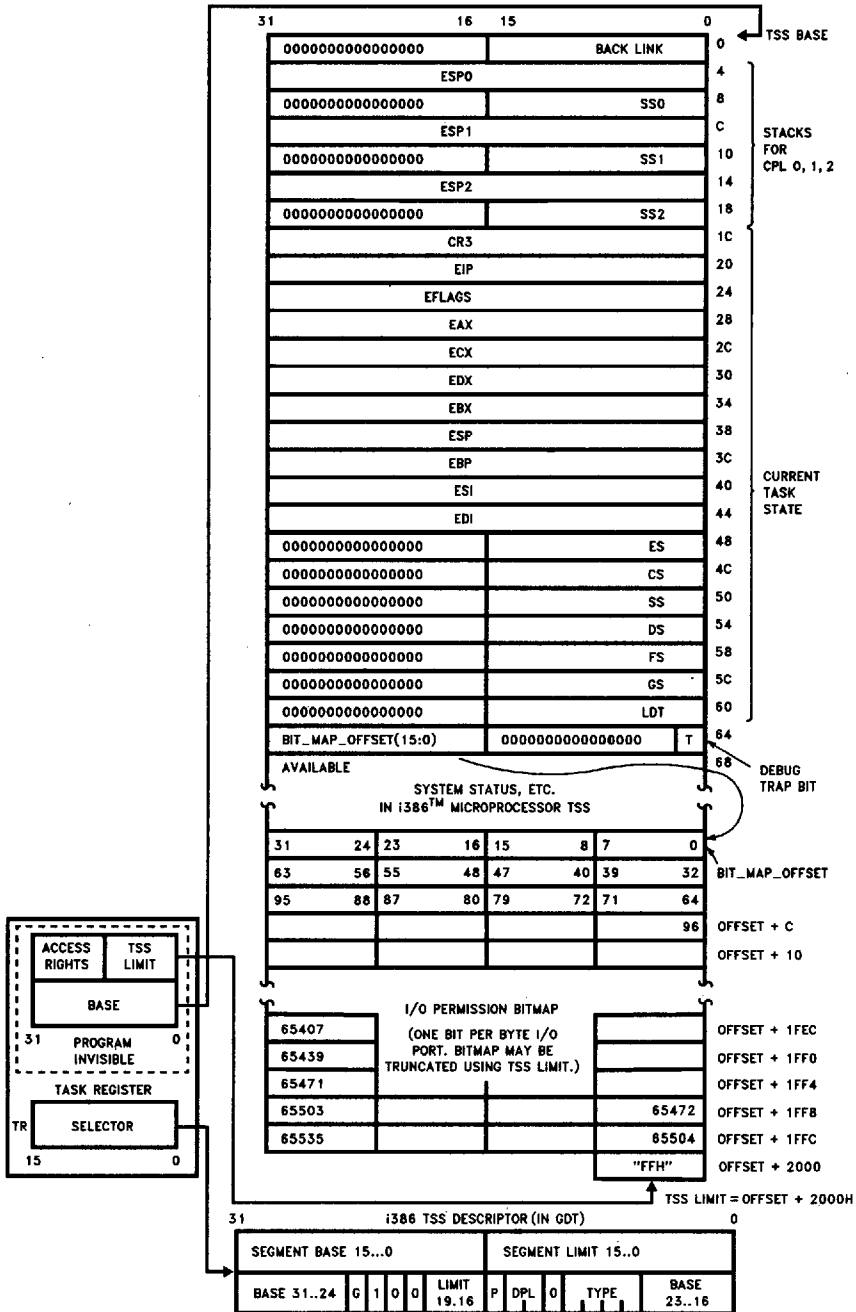 31 16 15 0
TSS BASE
0000000000000000 BACK LINK 0
ESP0 4
0000000000000000 SS0 8
ESP1 C
0000000000000000 SS1 10
ESP2 14
0000000000000000 SS2 18
STACKS
FOR
CPL 0, 1, 2
CR3 1C
EIP 20
EFLAGS 24
EAX 28
ECX 2C
EDX 30
EBX 34
ESP 38
EBP 3C
ESI 40
EDI 44
CURRENT
TASK
STATE
0000000000000000 ES 48
0000000000000000 CS 4C
0000000000000000 SS 50
0000000000000000 DS 54
0000000000000000 FS 58
0000000000000000 GS 5C
0000000000000000 LDT 60
BIT_MAP_OFFSET(15:0) 0000000000000000 T 64
AVAILABLE 68
DEBUG
TRAP BIT
SYSTEM STATUS, ETC.
IN i386™ MICROPROCESSOR TSS
31 24 23 16 15 8 7 0
BIT_MAP_OFFSET
63 56 55 48 47 40 39 32
95 88 87 80 79 72 71 64
96 OFFSET + C
OFFSET + 10
I/O PERMISSION BITMAP
(ONE BIT PER BYTE I/O
PORT. BITMAP MAY BE
TRUNCATED USING TSS LIMIT.)
65407 OFFSET + 1FEC
65439 OFFSET + 1FF0
65471 OFFSET + 1FF4
65503 65472 OFFSET + 1FF8
65535 65504 OFFSET + 1FFC
"FFH" OFFSET + 2000
TSS LIMIT = OFFSET + 2000H
ACCESS
RIGHTS
TSS
LIMIT
BASE
31 0
PROGRAM
INVISIBLE
TASK REGISTER
TR SELECTOR
15 0
31 i386 TSS DESCRIPTOR (IN GDT) 0
SEGMENT BASE 15...0 SEGMENT LIMIT 15..0
BASE 31..24 G 1 0 0 LIMIT
19.16 P DPL 0 TYPE BASE
23..16